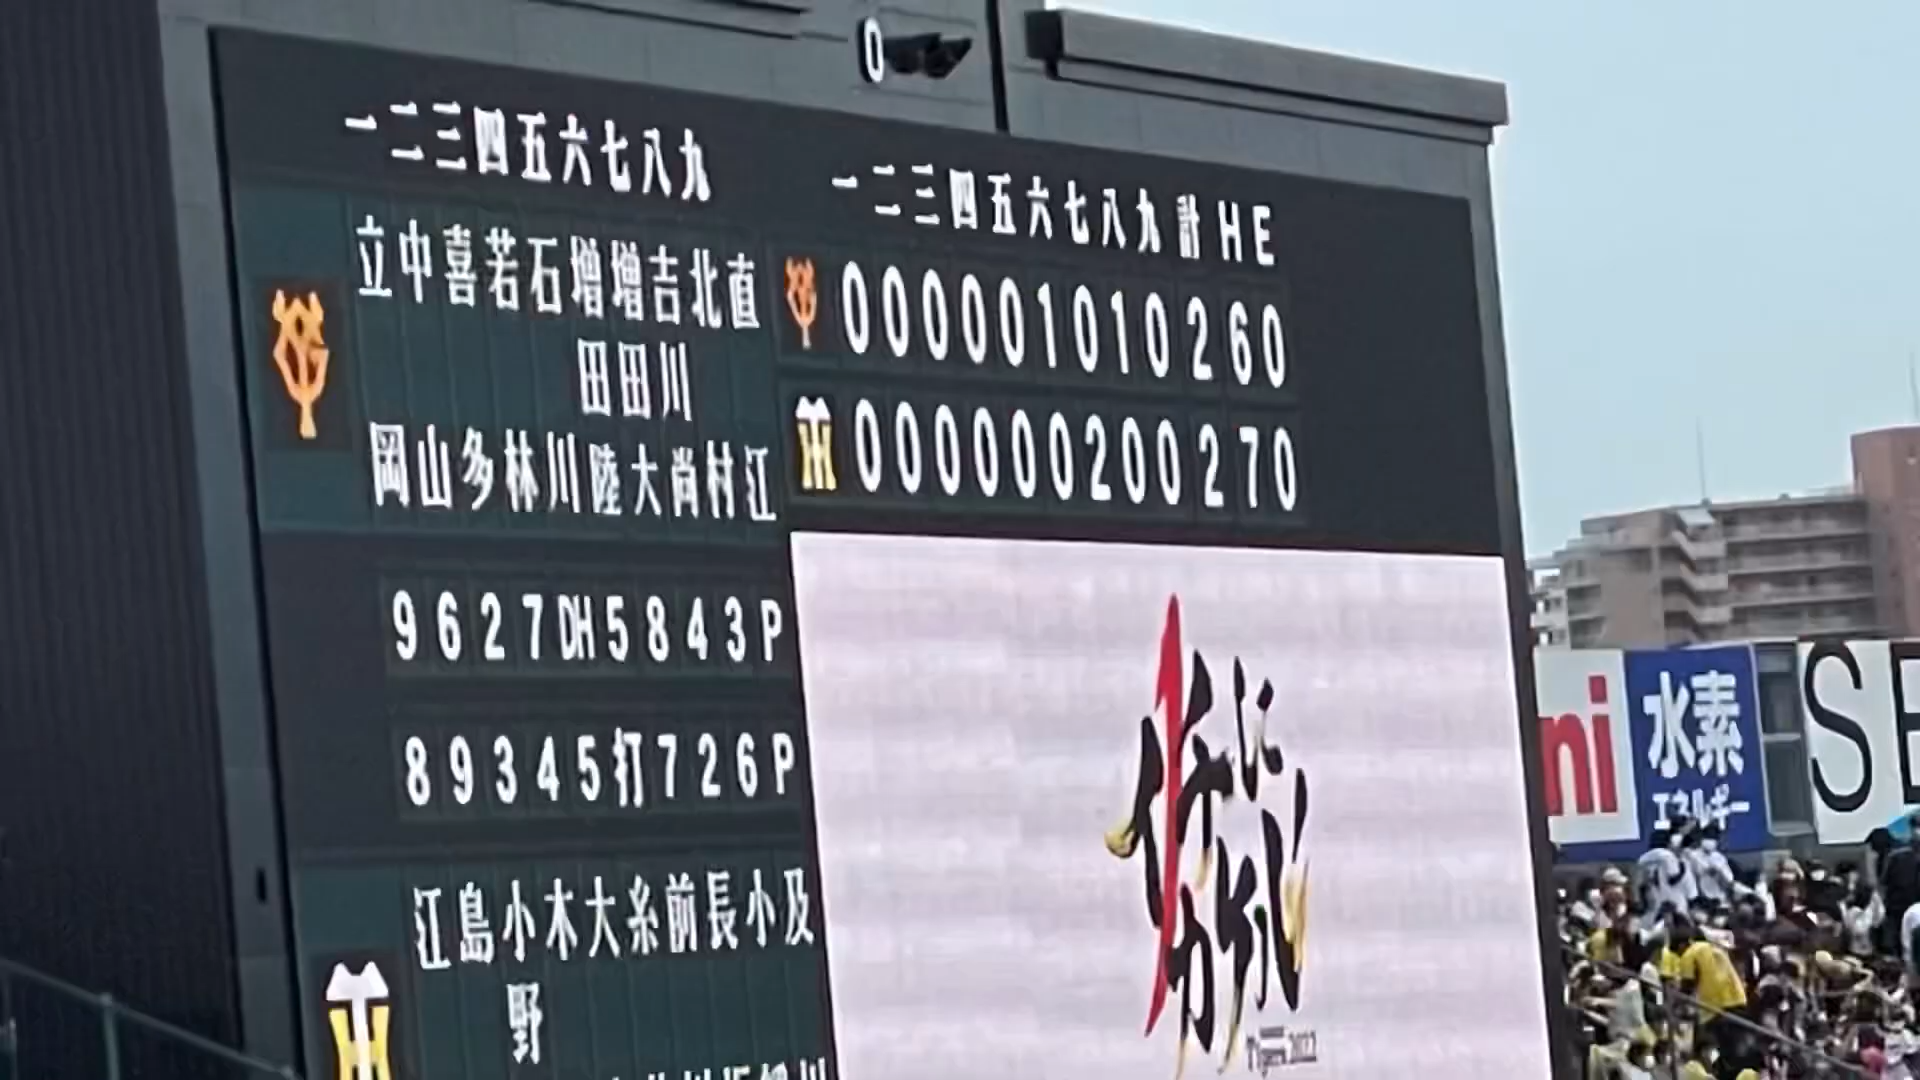 0
一二三四五六七八九
一二三四五六七八九計HE
立中喜若石増増吉北直
田田川
岡山多林川陸大尚村江
000001010260
000000200270
9627DH5843P
89345打726P
江島小木大糸前長小及
野
Tigers 2022
ni
水素
エネルギー
SE